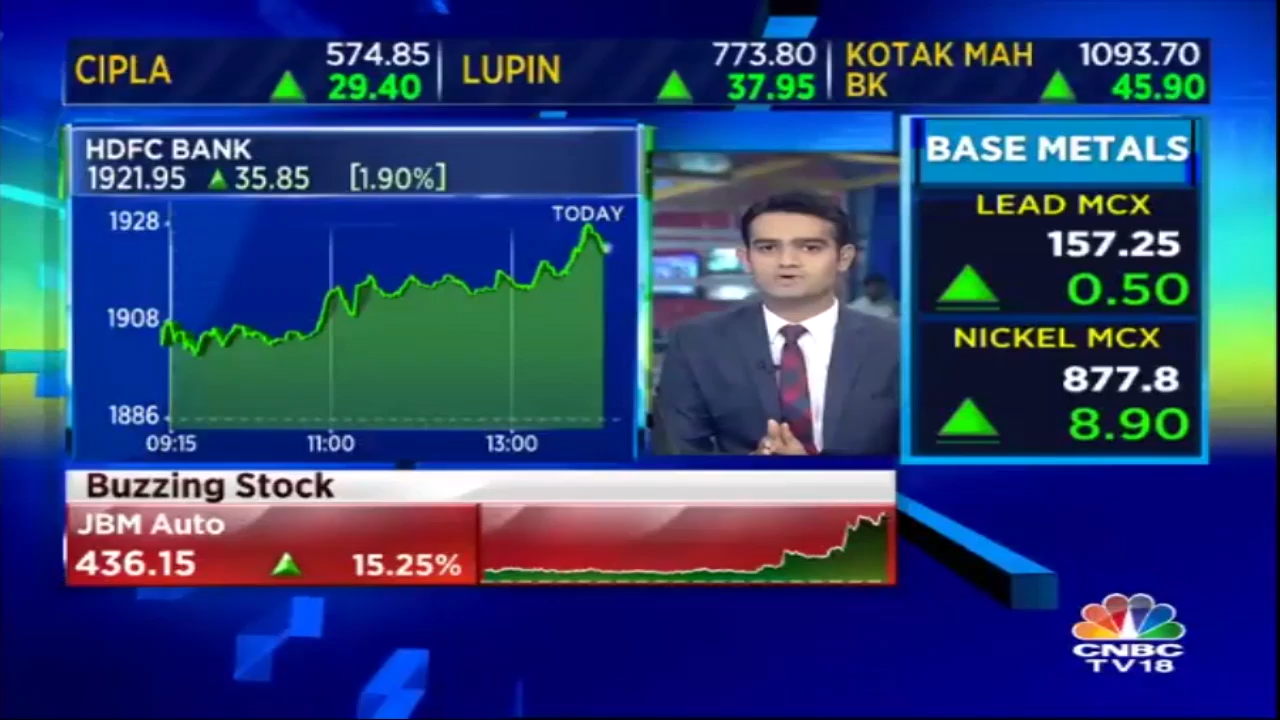 CIPLA 574.85
29.40
LUPIN 773.80
37.95
KOTAK MAH 1093.70
BK 45.90
HDFC BANK
1921.95 35.85 [1.90%]
TODAY
1928
1908
1886
09:15 11:00 13:00
BASE METALS
LEAD MCX
157.25
0.50
NICKEL MCX
877.8
8.90
Buzzing Stock
JBM Auto
436.15 15.25%
CNBC
TV18